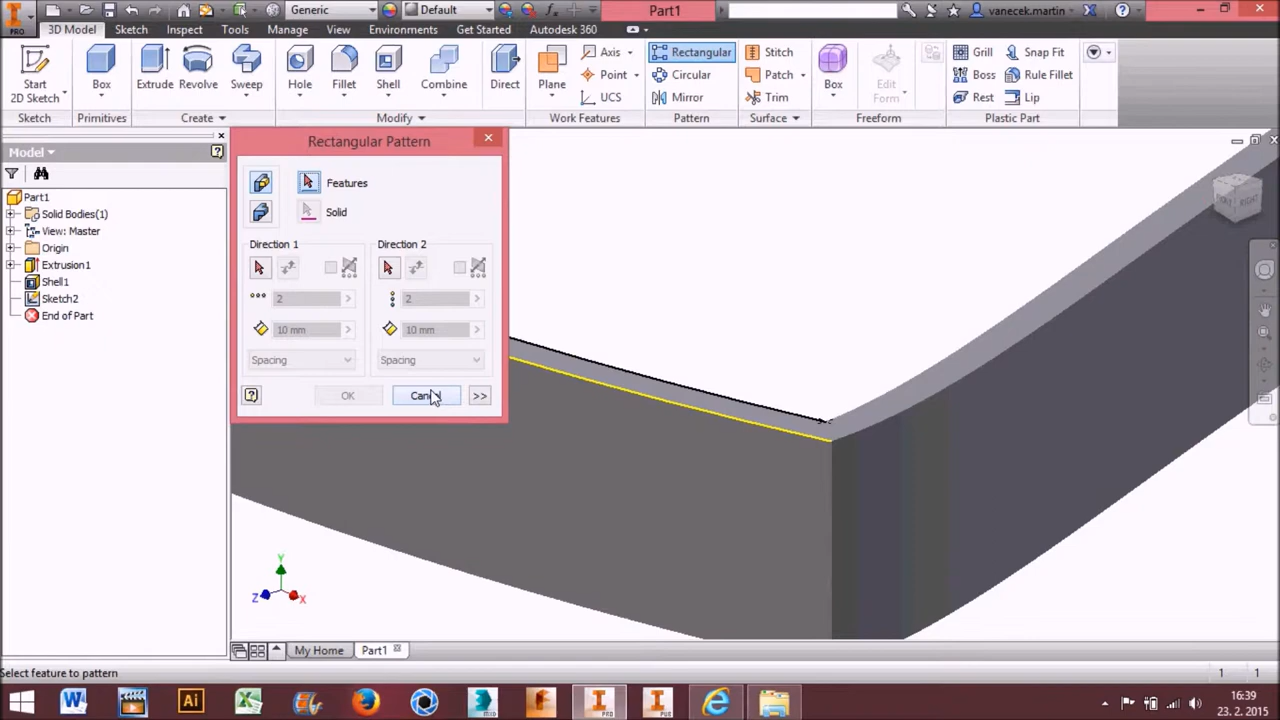 Generic
Default
Part1
vanecek.martin
PRO
3D Model
Sketch
Inspect
Tools
Manage
View
Environments
Get Started
Autodesk 360
Start
2D Sketch
Box
Extrude
Revolve
Sweep
Hole
Fillet
Shell
Combine
Direct
Plane
Axis
Point
UCS
Rectangular
Circular
Mirror
Stitch
Patch
Trim
Box
Edit
Form
Grill
Boss
Rest
Snap Fit
Rule Fillet
Lip
Sketch
Primitives
Create
Modify
Work Features
Pattern
Surface
Freeform
Plastic Part
Model
Part1
Solid Bodies(1)
View: Master
Origin
Extrusion1
Shell1
Sketch2
End of Part
Rectangular Pattern
Features
Solid
Direction 1
Direction 2
2
2
10 mm
10 mm
Spacing
Spacing
OK
>>
RIGHT
Y
Z
X
My Home
Part1
Select feature to pattern
1
1
16:39
23. 2. 2015